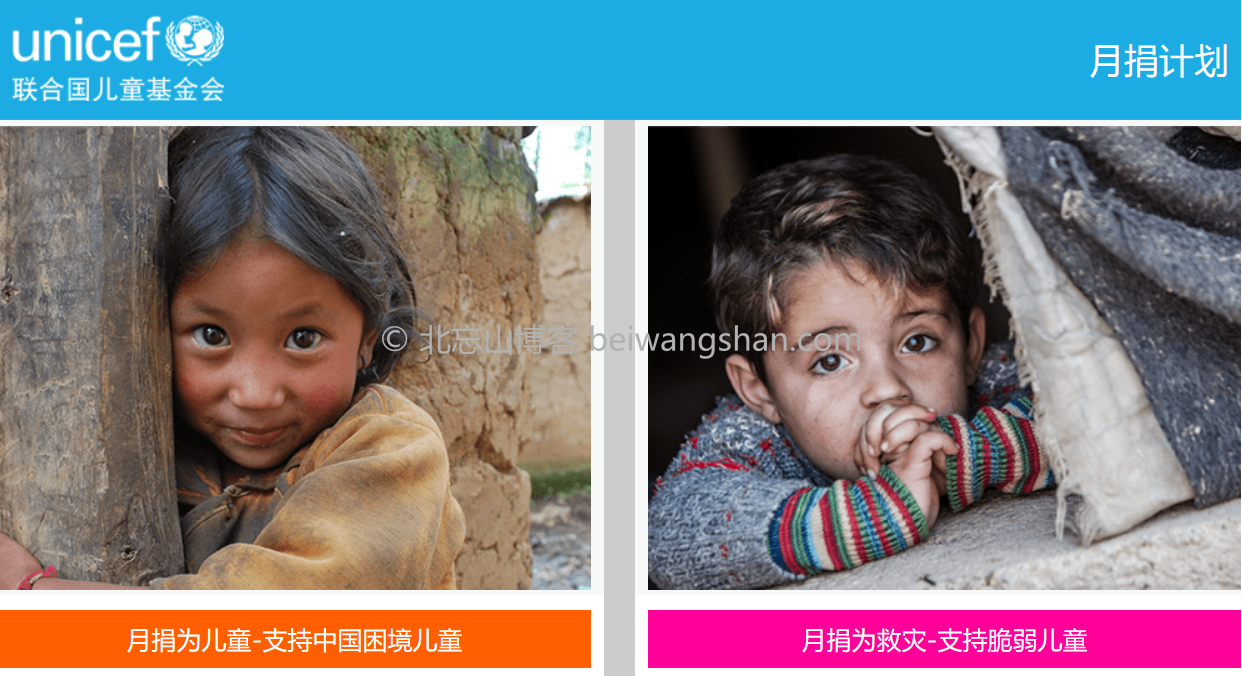 unicef
联合国儿童基金会
月捐计划
© 北忘山博客 beiwangshan.com
月捐为儿童-支持中国困境儿童
月捐为救灾-支持脆弱儿童